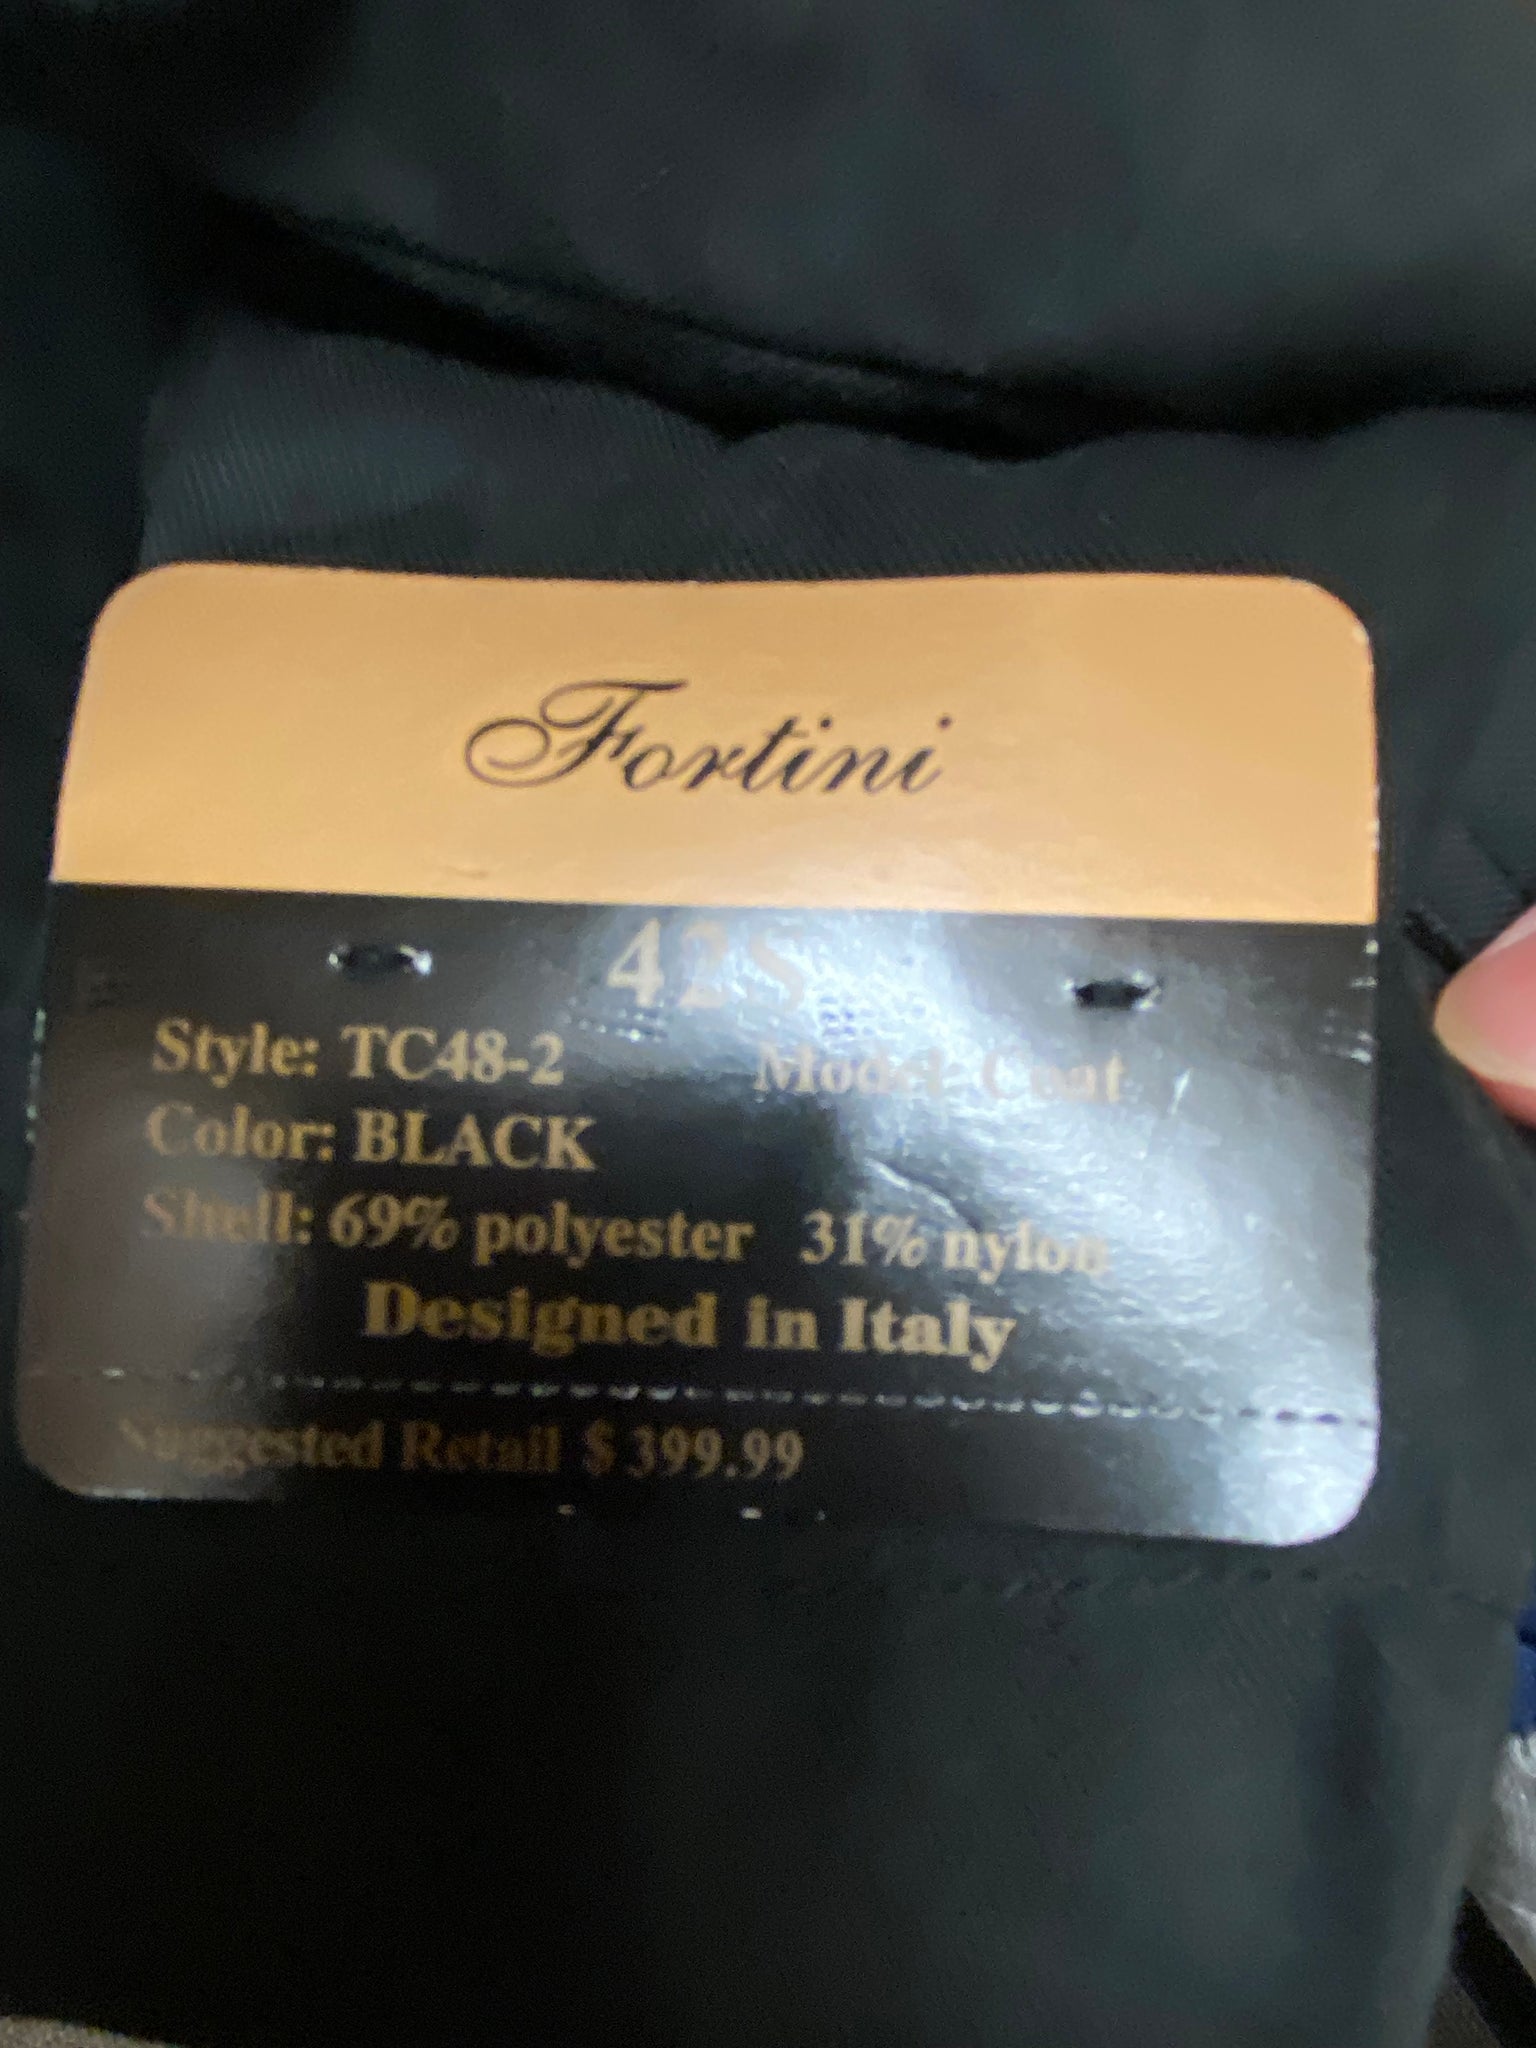 Fortini
42S
Style: TC48-2 Model: Coat
Color: BLACK
Shell: 69% polyester 31% nylon
Designed in Italy
Suggested Retail $ 399.99